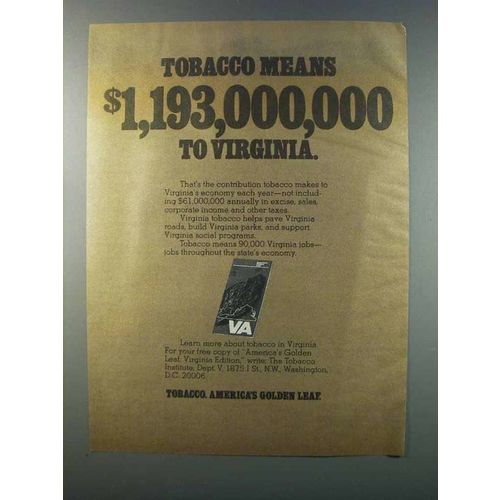 TOBACCO MEANS
$1,193,000,000
TO VIRGINIA.
That's the contribution tobacco makes to
Virginia's economy each year—not includ-
ing $61,000,000 annually in excise, sales,
corporate income and other taxes.
Virginia tobacco helps pave Virginia
roads, build Virginia parks, and support
Virginia social programs.
Tobacco means 90,000 Virginia jobs—
jobs throughout the state's economy.
VA
Learn more about tobacco in Virginia.
For your free copy of "America's Golden
Leaf, Virginia Edition," write: The Tobacco
Institute, Dept. V, 1875 I St., N.W., Washington,
D.C. 20006.
TOBACCO. AMERICA'S GOLDEN LEAF.